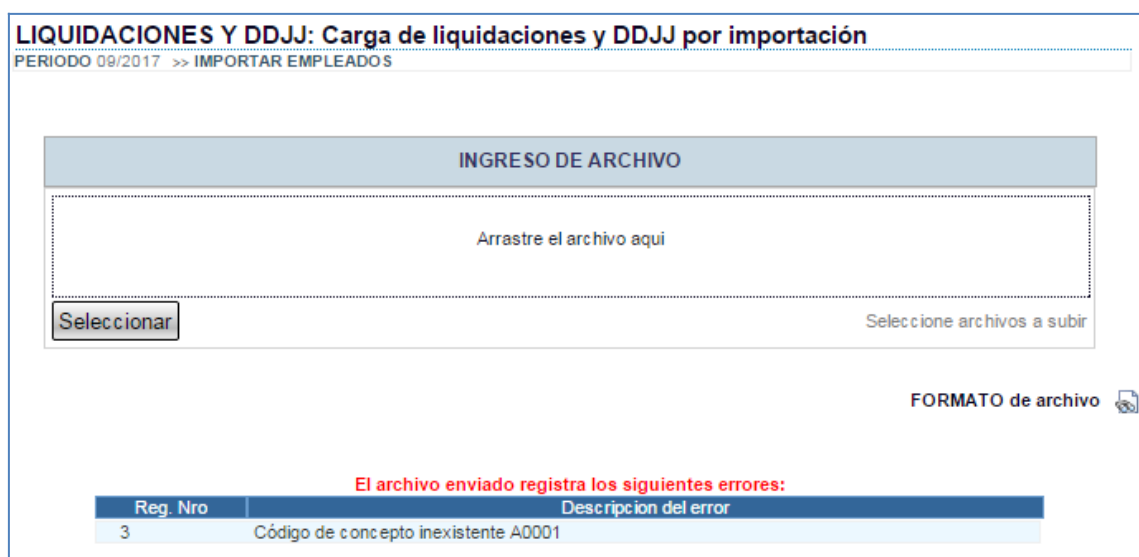 LIQUIDACIONES Y DDJJ: Carga de liquidaciones y DDJJ por importación
PERIODO 09/2017 >> IMPORTAR EMPLEADOS
INGRESO DE ARCHIVO
Arrastre el archivo aqui
Seleccionar Seleccione archivos a subir
FORMATO de archivo
El archivo enviado registra los siguientes errores:
Reg. Nro Descripcion del error
3 Código de concepto inexistente A0001